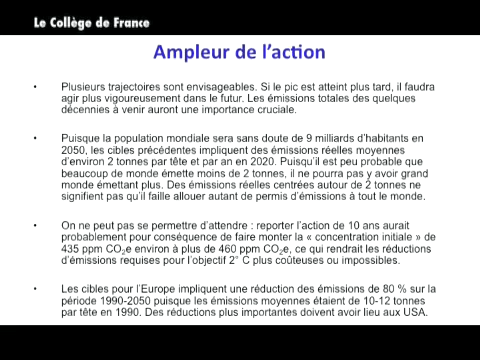 Le Collège de France
Ampleur de l'action
• Plusieurs trajectoires sont envisageables. Si le pic est atteint plus tard, il faudra
agir plus vigoureusement dans le futur. Les émissions totales des quelques
décennies à venir auront une importance cruciale.
• Puisque la population mondiale sera sans doute de 9 milliards d'habitants en
2050, les cibles précédentes impliquent des émissions réelles moyennes
d'environ 2 tonnes par tête et par an en 2020. Puisqu'il est peu probable que
beaucoup de monde émette moins de 2 tonnes, il ne pourra pas y avoir grand
monde émettant plus. Des émissions réelles centrées autour de 2 tonnes ne
signifient pas qu'il faille allouer autant de permis d'émissions à tout le monde.
• On ne peut pas se permettre d'attendre : reporter l'action de 10 ans aurait
probablement pour conséquence de faire monter la « concentration initiale » de
435 ppm CO₂e environ à plus de 460 ppm CO₂e, ce qui rendrait les réductions
d'émissions requises pour l'objectif 2° C plus coûteuses ou impossibles.
• Les cibles pour l'Europe impliquent une réduction des émissions de 80 % sur la
période 1990-2050 puisque les émissions moyennes étaient de 10-12 tonnes
par tête en 1990. Des réductions plus importantes doivent avoir lieu aux USA.